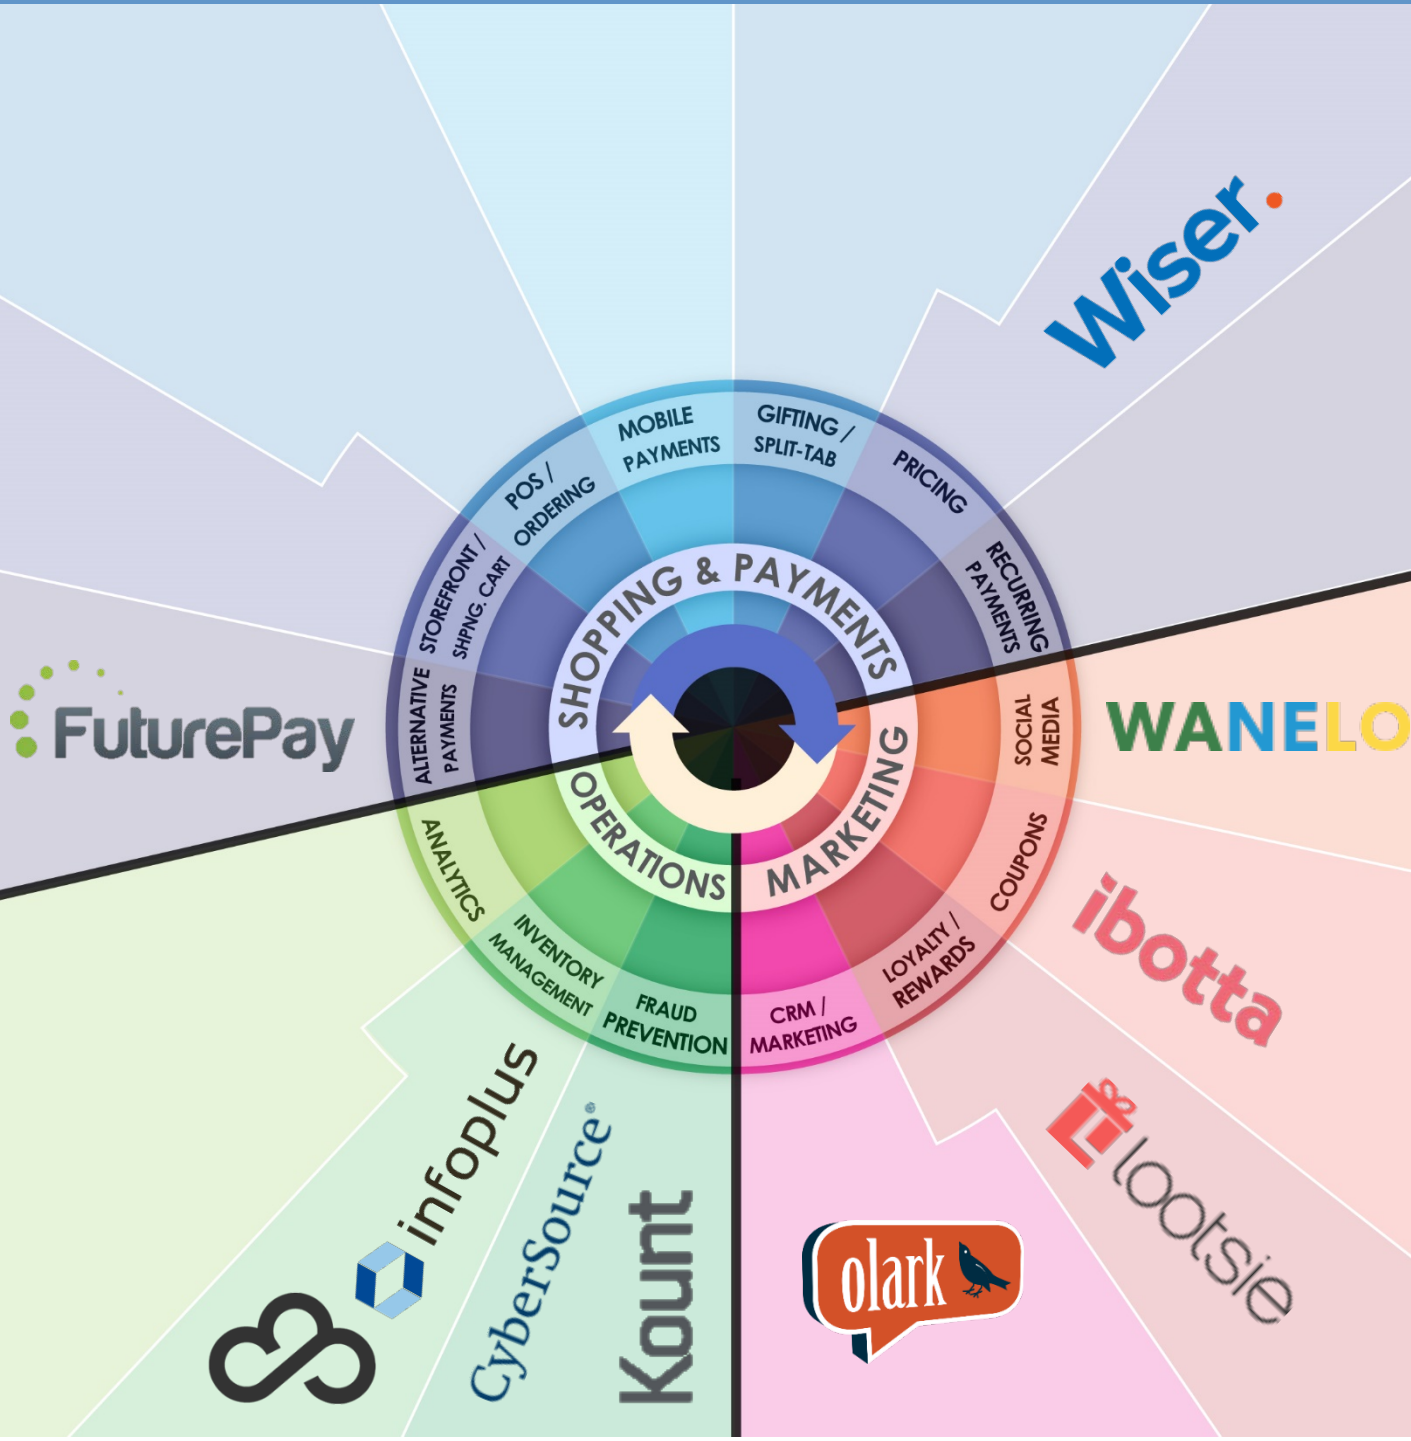 Wiser.
MOBILE
PAYMENTS
GIFTING /
SPLIT-TAB
PRICING
RECURRING
PAYMENTS
POS /
ORDERING
STOREFRONT /
SHPNG. CART
ALTERNATIVE
PAYMENTS
SHOPPING & PAYMENTS
FuturePay
SOCIAL
MEDIA
WANELO
COUPONS
ibotta
LOYALTY /
REWARDS
lootsie
MARKETING
CRM /
MARKETING
olark
OPERATIONS
ANALYTICS
INVENTORY
MANAGEMENT
infoplus
FRAUD
PREVENTION
CyberSource®
Kount